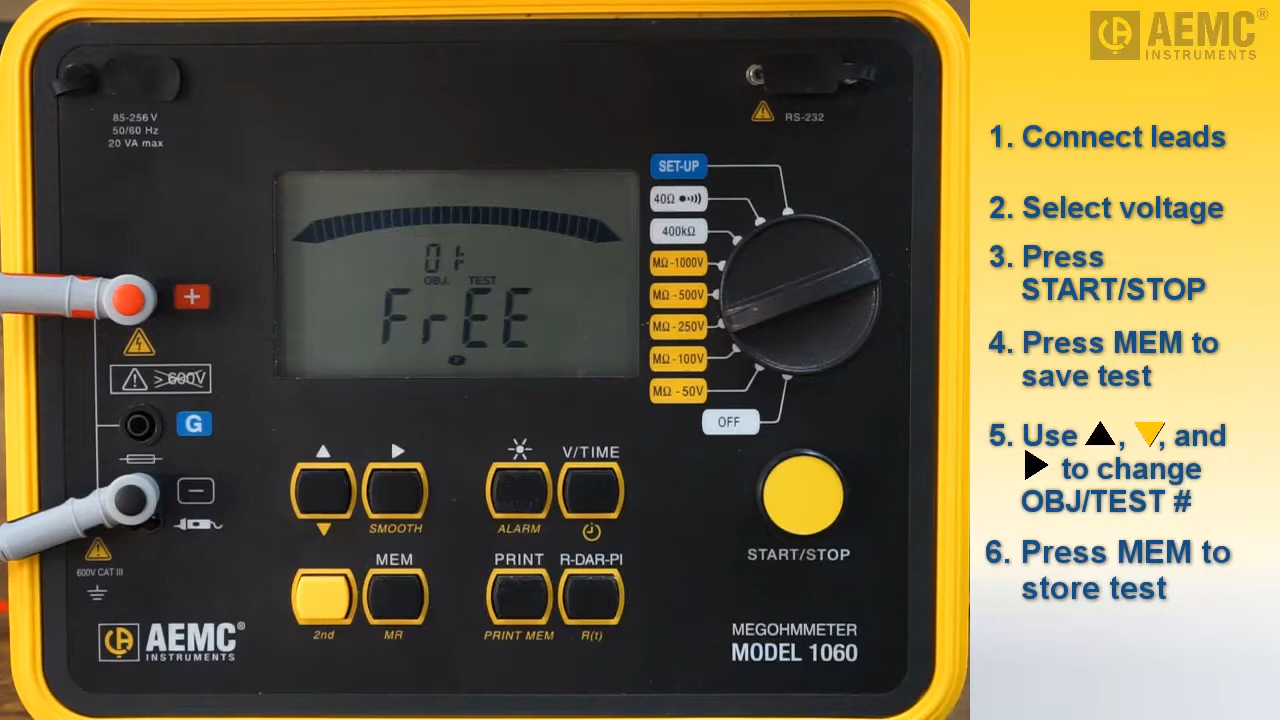 AEMC®
INSTRUMENTS
85-256 V
50/60 Hz
20 VA max
RS-232
SET-UP
40Ω
400kΩ
MΩ-1000V
MΩ-500V
MΩ-250V
MΩ-100V
MΩ-50V
OFF
OBJ. TEST
FrEE
+
> 600V
G
−
600V CAT III
V/TIME
SMOOTH
ALARM
START/STOP
MEM
PRINT
R-DAR-PI
2nd
MR
PRINT MEM
R(t)
AEMC®
INSTRUMENTS
MEGOHMMETER
MODEL 1060
1. Connect leads
2. Select voltage
3. Press
START/STOP
4. Press MEM to
save test
5. Use ▲, ▼, and
▶ to change
OBJ/TEST #
6. Press MEM to
store test